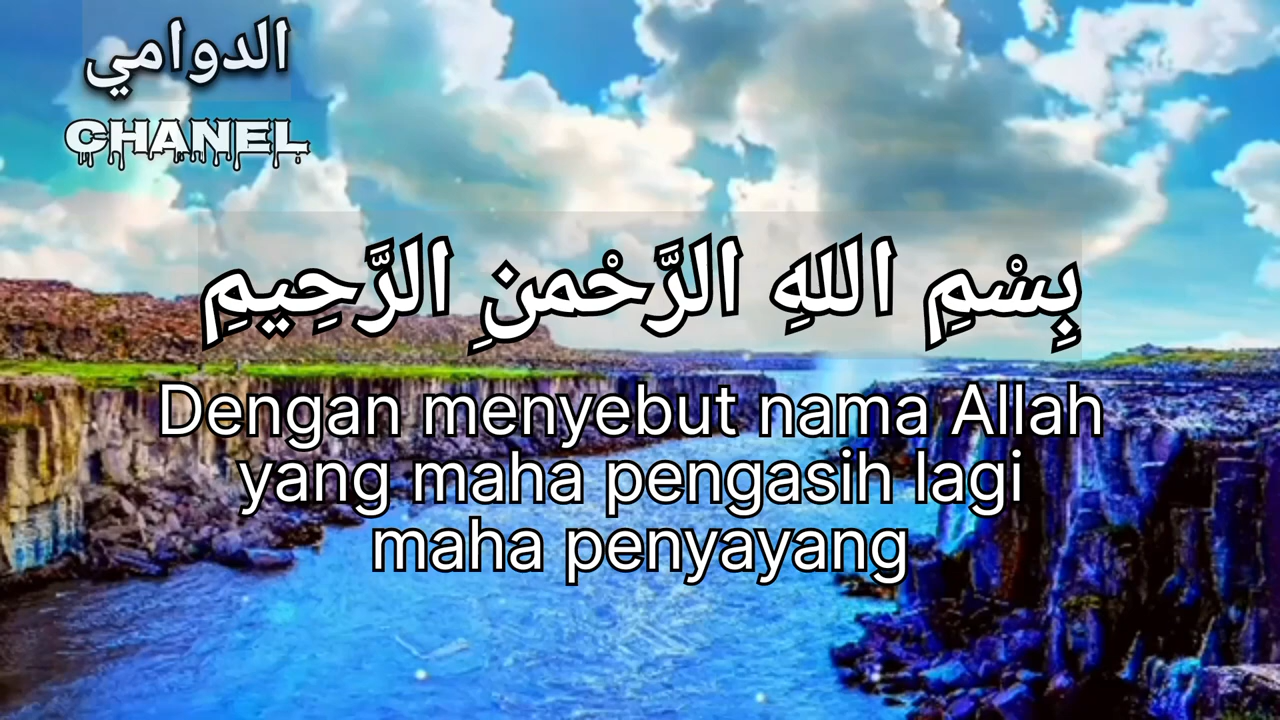 الدوامي
CHANEL
بِسْمِ اللهِ الرَّحْمنِ الرَّحِيمِ
Dengan menyebut nama Allah
yang maha pengasih lagi
maha penyayang